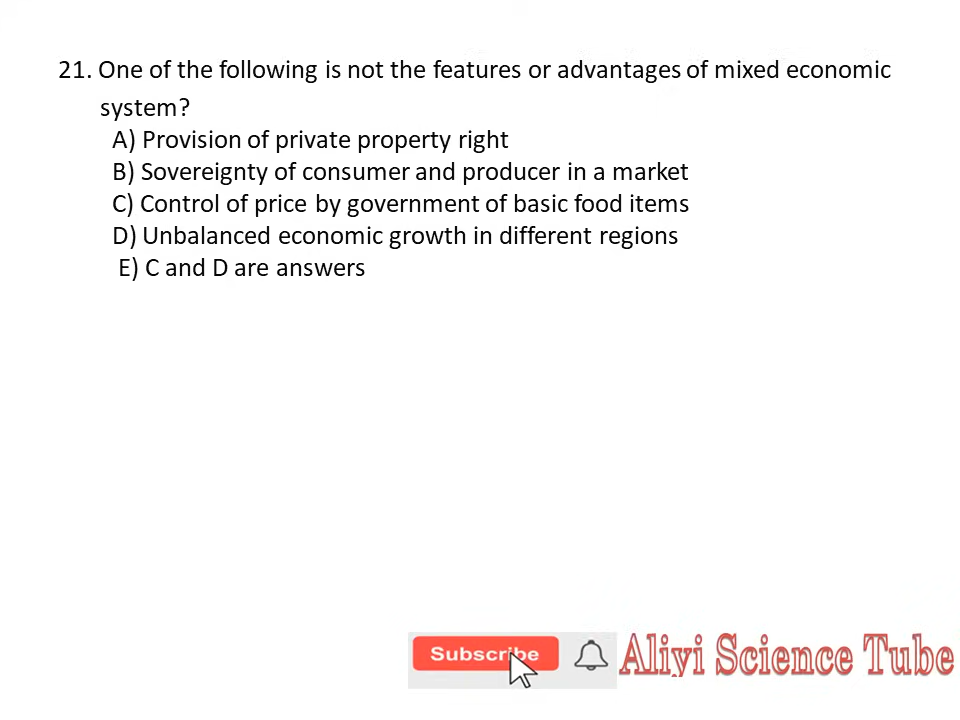 21. One of the following is not the features or advantages of mixed economic
system?
A) Provision of private property right
B) Sovereignty of consumer and producer in a market
C) Control of price by government of basic food items
D) Unbalanced economic growth in different regions
E) C and D are answers
Subscribe Aliyi Science Tube